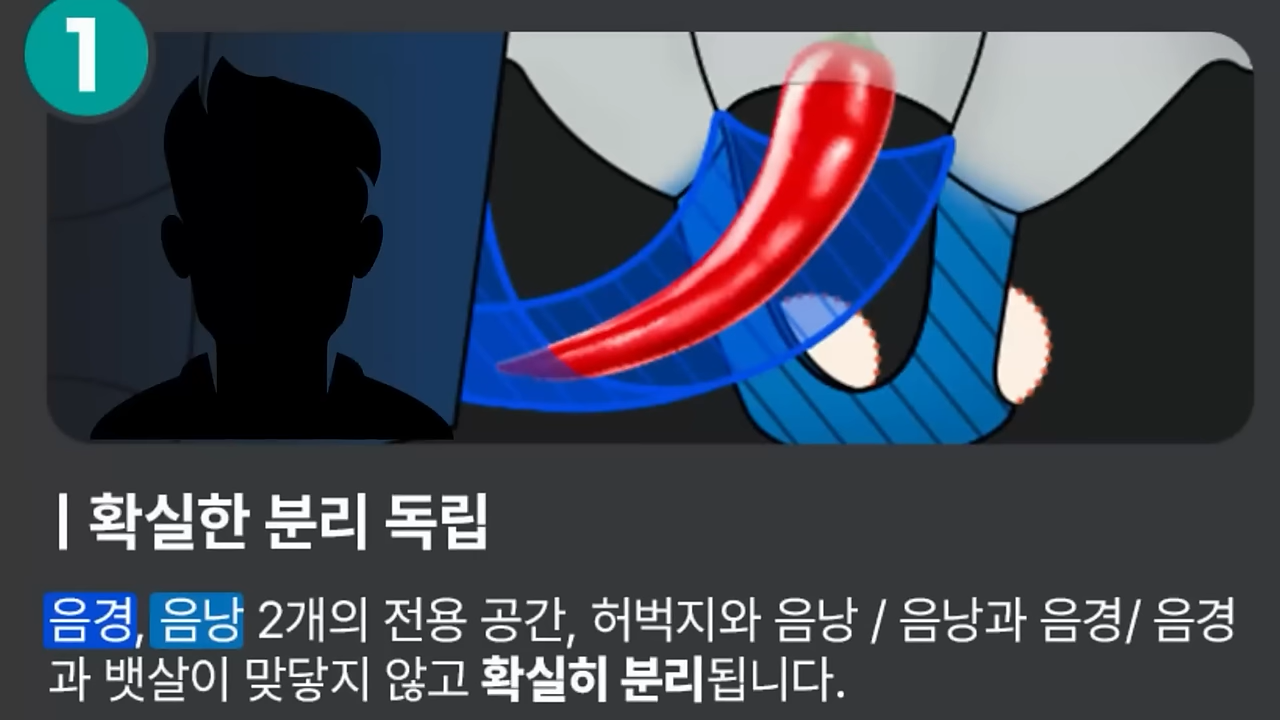 1
| 확실한 분리 독립
음경, 음낭 2개의 전용 공간, 허벅지와 음낭 / 음낭과 음경/ 음경
과 뱃살이 맞닿지 않고 확실히 분리됩니다.